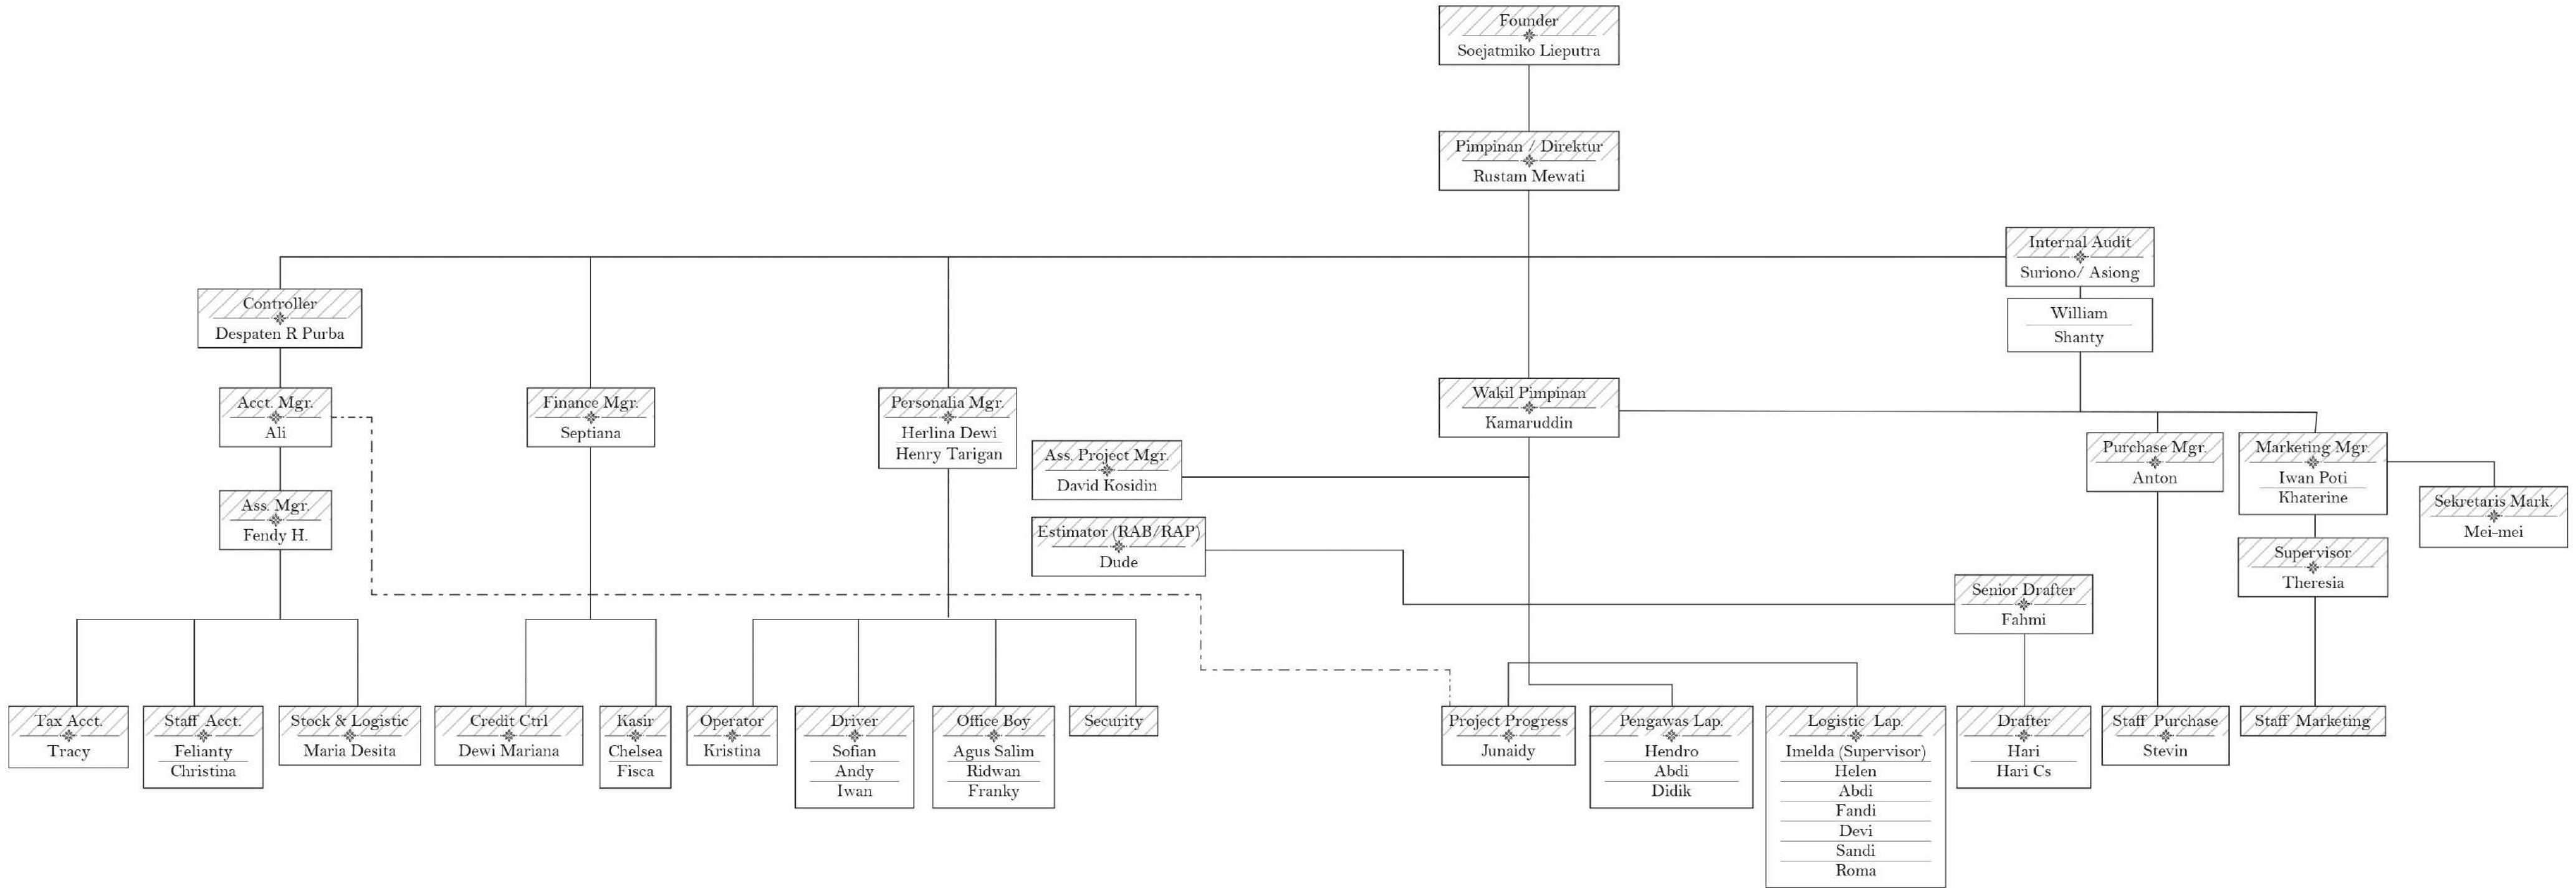 Founder
Soejatmiko Lieputra
Pimpinan / Direktur
Rustam Mewati
Internal Audit
Suriono/ Asiong
William
Shanty
Controller
Despaten R Purba
Acct. Mgr.
Ali
Finance Mgr.
Septiana
Personalia Mgr.
Herlina Dewi
Henry Tarigan
Wakil Pimpinan
Kamaruddin
Ass. Project Mgr.
David Kosidin
Purchase Mgr.
Anton
Marketing Mgr.
Iwan Poti
Khaterine
Sekretaris Mark.
Mei-mei
Ass. Mgr.
Fendy H.
Estimator (RAB/RAP)
Dude
Supervisor
Theresia
Senior Drafter
Fahmi
Tax Acct.
Tracy
Staff Acct.
Felianty
Christina
Stock & Logistic
Maria Desita
Credit Ctrl
Dewi Mariana
Kasir
Chelsea
Fisca
Operator
Kristina
Driver
Sofian
Andy
Iwan
Office Boy
Agus Salim
Ridwan
Franky
Security
Project Progress
Junaidy
Pengawas Lap.
Hendro
Abdi
Didik
Logistic Lap.
Imelda (Supervisor)
Helen
Abdi
Fandi
Devi
Sandi
Roma
Drafter
Hari
Hari Cs
Staff Purchase
Stevin
Staff Marketing